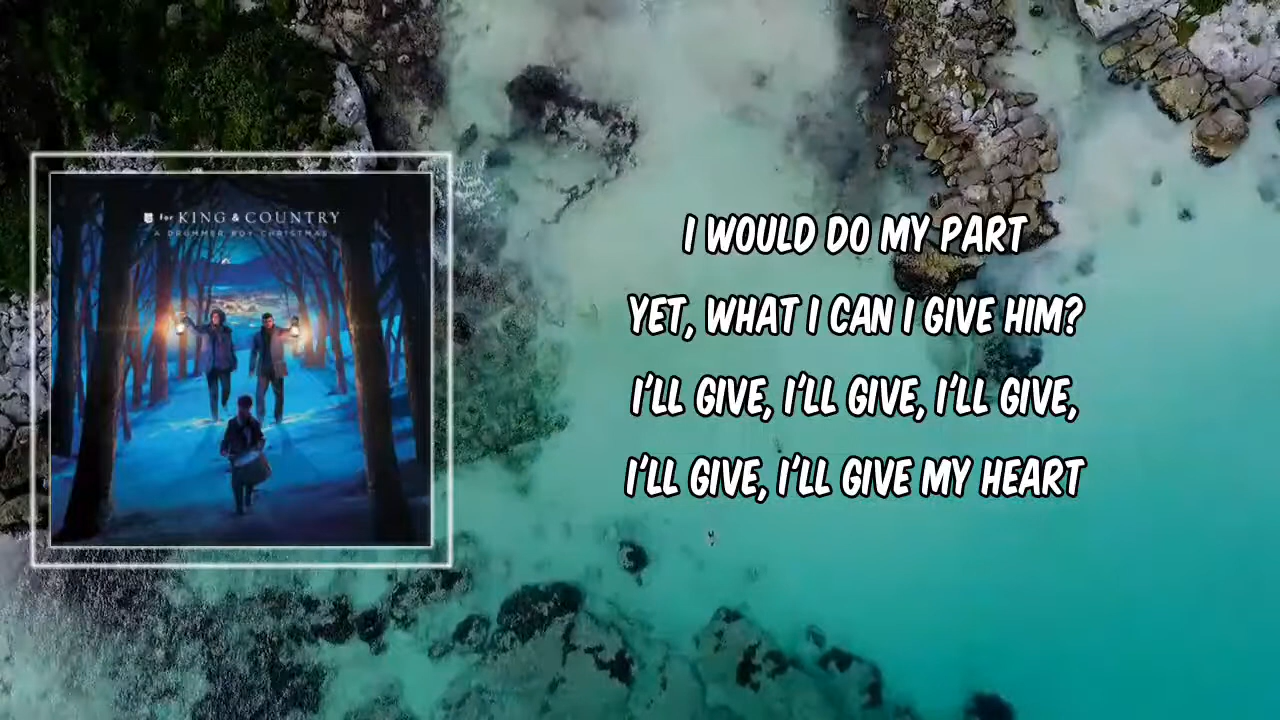 for KING & COUNTRY
A DRUMMER BOY CHRISTMAS
I WOULD DO MY PART
YET, WHAT I CAN I GIVE HIM?
I'LL GIVE, I'LL GIVE, I'LL GIVE,
I'LL GIVE, I'LL GIVE MY HEART